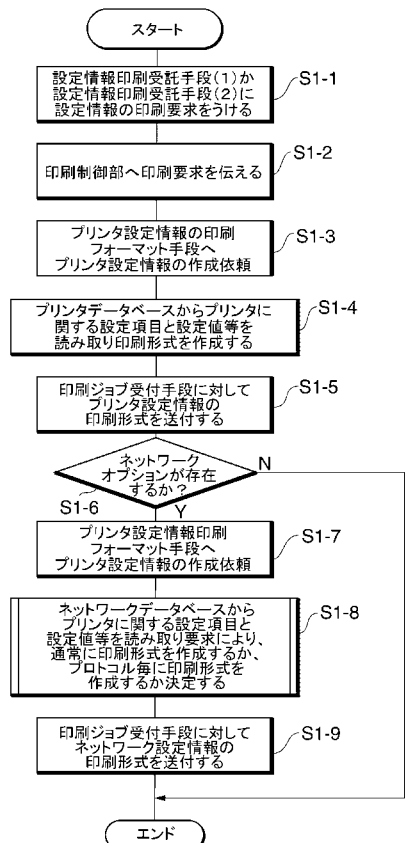 スタート
設定情報印刷受託手段(1)か
設定情報印刷受託手段(2)に
設定情報の印刷要求をうける
S1-1
印刷制御部へ印刷要求を伝える
S1-2
プリンタ設定情報の印刷
フォーマット手段へ
プリンタ設定情報の作成依頼
S1-3
プリンタデータベースからプリンタに
関する設定項目と設定値等を
読み取り印刷形式を作成する
S1-4
印刷ジョブ受付手段に対して
プリンタ設定情報の
印刷形式を送付する
S1-5
ネットワーク
オプションが存在
するか?
N
S1-6
Y
プリンタ設定情報印刷
フォーマット手段へ
プリンタ設定情報の作成依頼
S1-7
ネットワークデータベースから
プリンタに関する設定項目と
設定値等を読み取り要求により、
通常に印刷形式を作成するか、
プロトコル毎に印刷形式を
作成するか決定する
S1-8
印刷ジョブ受付手段に対して
ネットワーク設定情報の
印刷形式を送付する
S1-9
エンド